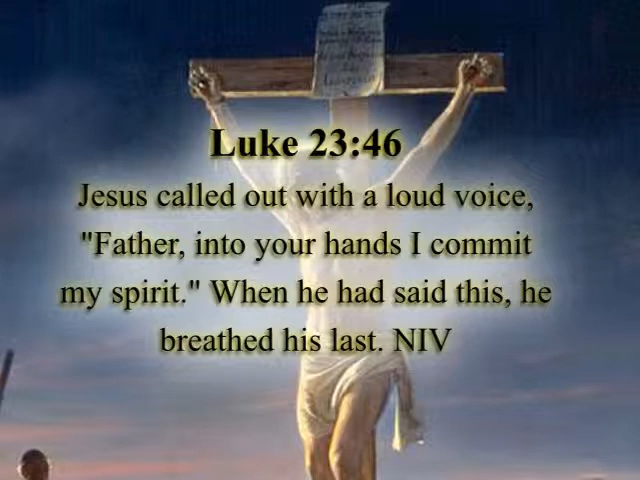 Luke 23:46
Jesus called out with a loud voice,
"Father, into your hands I commit
my spirit." When he had said this, he
breathed his last. NIV